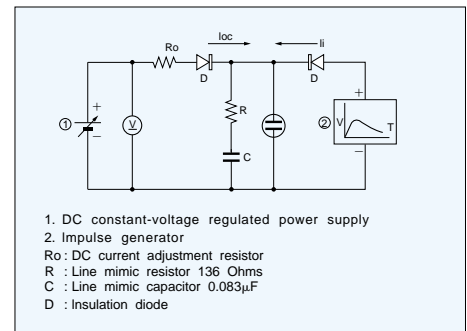 Ioc
Ii
Ro
D
D
R
C
+
−
①
V
+
−
②
V
T
1. DC constant-voltage regulated power supply
2. Impulse generator
Ro : DC current adjustment resistor
R : Line mimic resistor 136 Ohms
C : Line mimic capacitor 0.083µF
D : Insulation diode